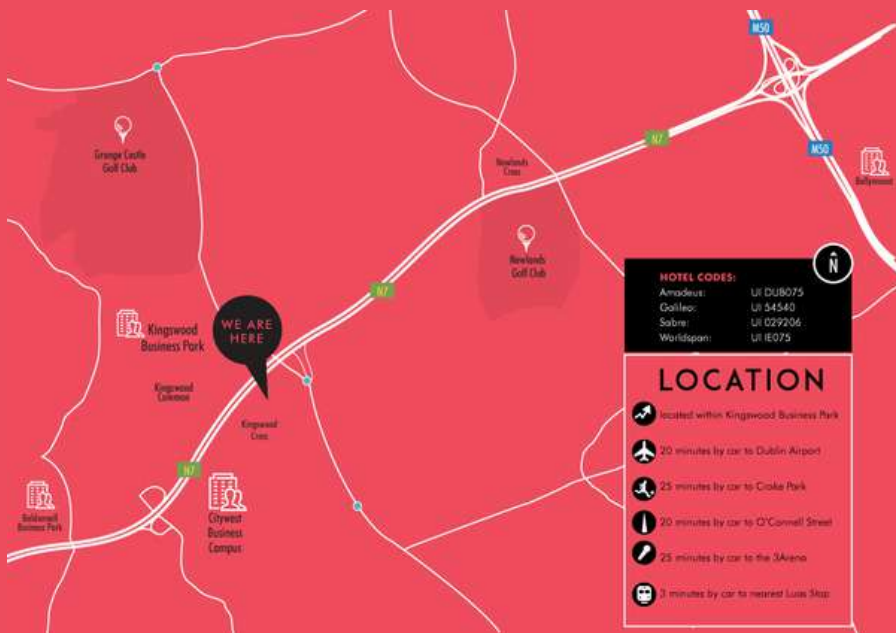 M50
N7
M50
Ballymount
Grange Castle
Golf Club
Newlands
Cross
Newlands
Golf Club
N7
WE ARE
HERE
Kingswood
Business Park
Kingswood
Common
Kingswood
Cross
N7
Citywest
Business
Campus
Business Park
N
HOTEL CODES:
Amadeus: UI DUB075
Galileo: UI 54540
Sabre: UI 029206
Worldspan: UI IE075
LOCATION
located within Kingswood Business Park
20 minutes by car to Dublin Airport
25 minutes by car to Croke Park
20 minutes by car to O'Connell Street
25 minutes by car to the 3Arena
3 minutes by car to nearest Luas Stop